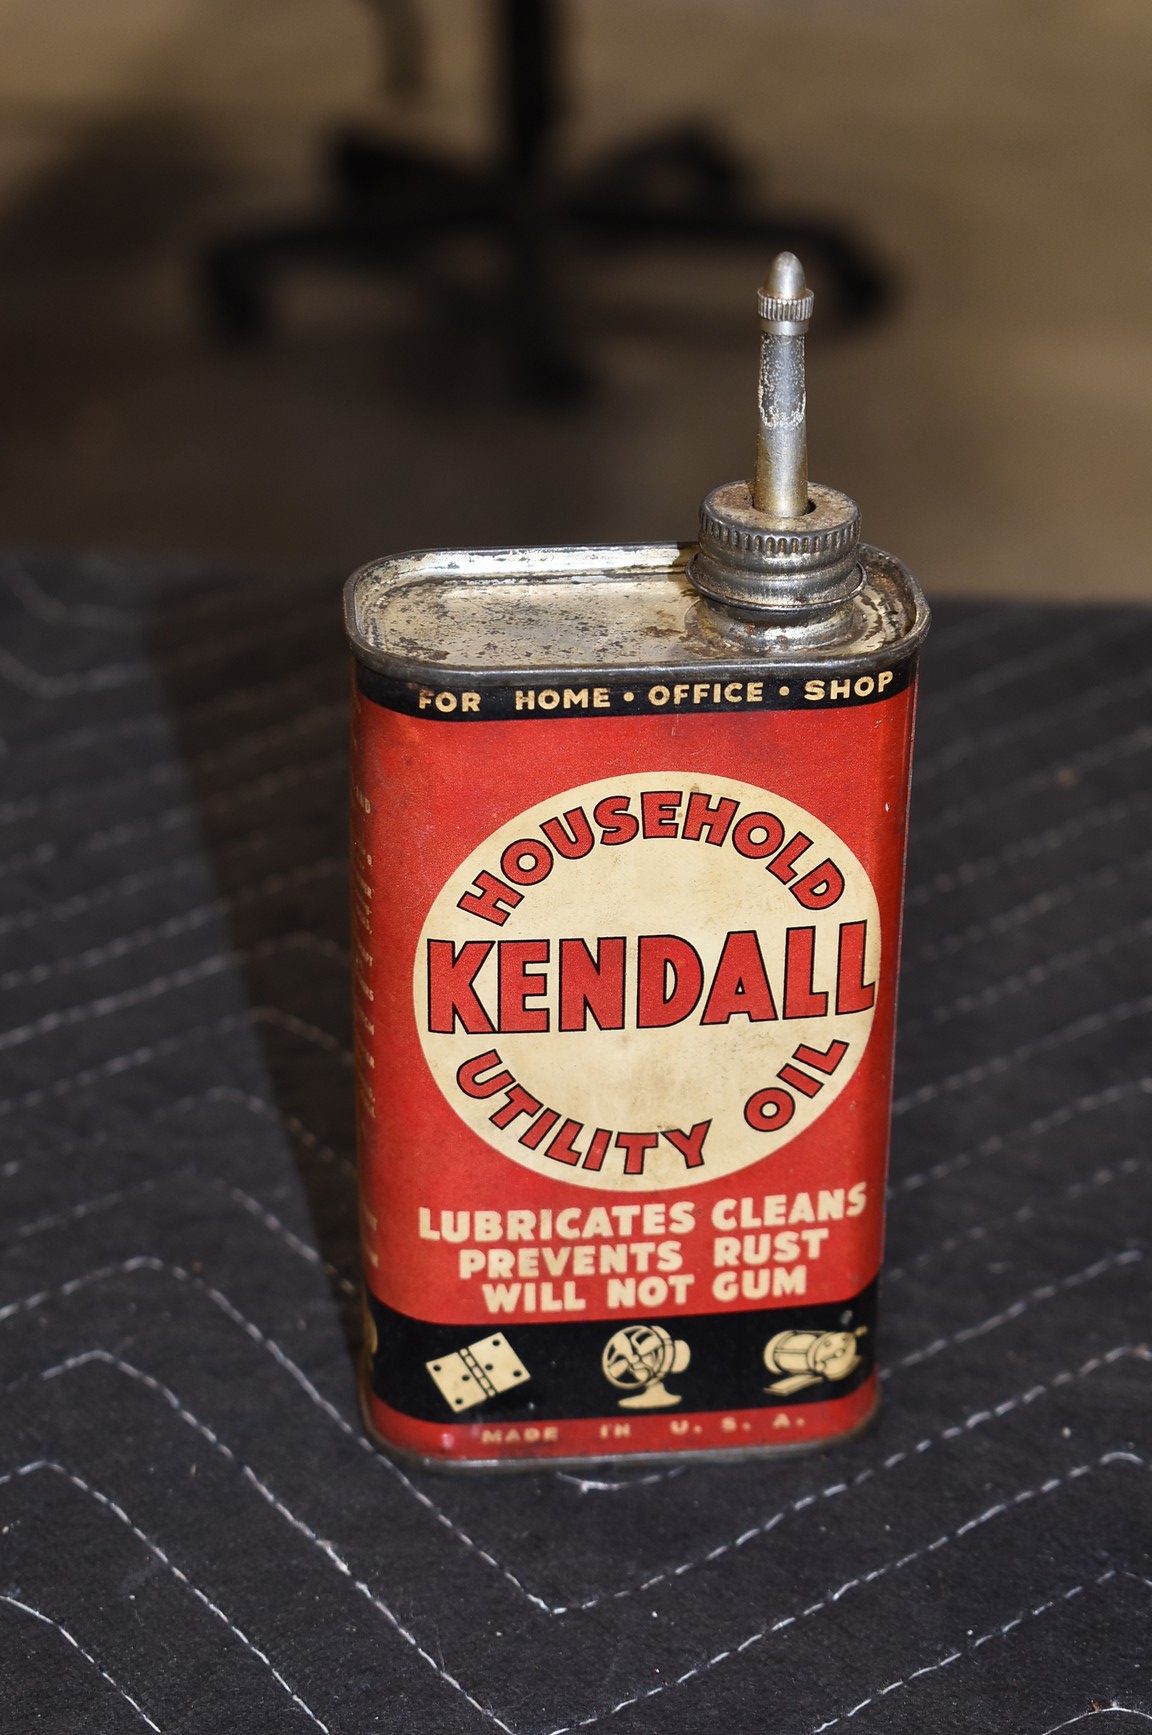 FOR HOME • OFFICE • SHOP
HOUSEHOLD
KENDALL
UTILITY OIL
LUBRICATES CLEANS
PREVENTS RUST
WILL NOT GUM
MADE IN U. S. A.